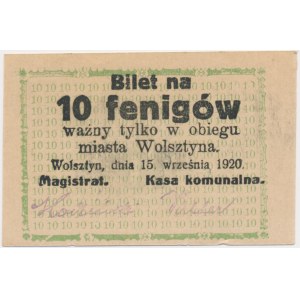 Bilet na
10 fenigów
ważny tylko w obiegu
miasta Wolsztyna.
Wolsztyn, dnia 15. września 1920.
Magistrat. Kasa komunalna.